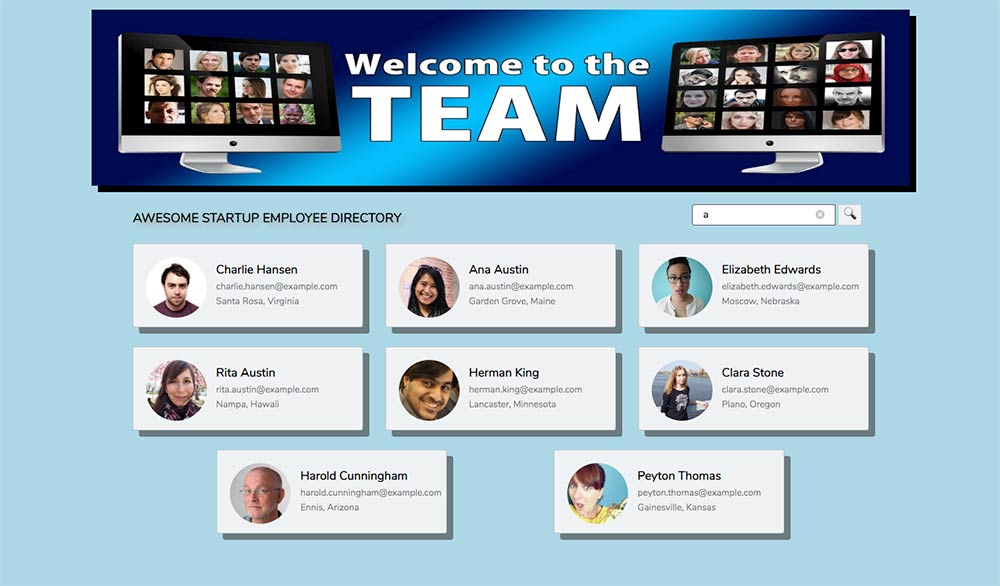 Welcome to the
TEAM
AWESOME STARTUP EMPLOYEE DIRECTORY
a
Charlie Hansen
charlie.hansen@example.com
Santa Rosa, Virginia
Ana Austin
ana.austin@example.com
Garden Grove, Maine
Elizabeth Edwards
elizabeth.edwards@example.com
Moscow, Nebraska
Rita Austin
rita.austin@example.com
Nampa, Hawaii
Herman King
herman.king@example.com
Lancaster, Minnesota
Clara Stone
clara.stone@example.com
Plano, Oregon
Harold Cunningham
harold.cunningham@example.com
Ennis, Arizona
Peyton Thomas
peyton.thomas@example.com
Gainesville, Kansas